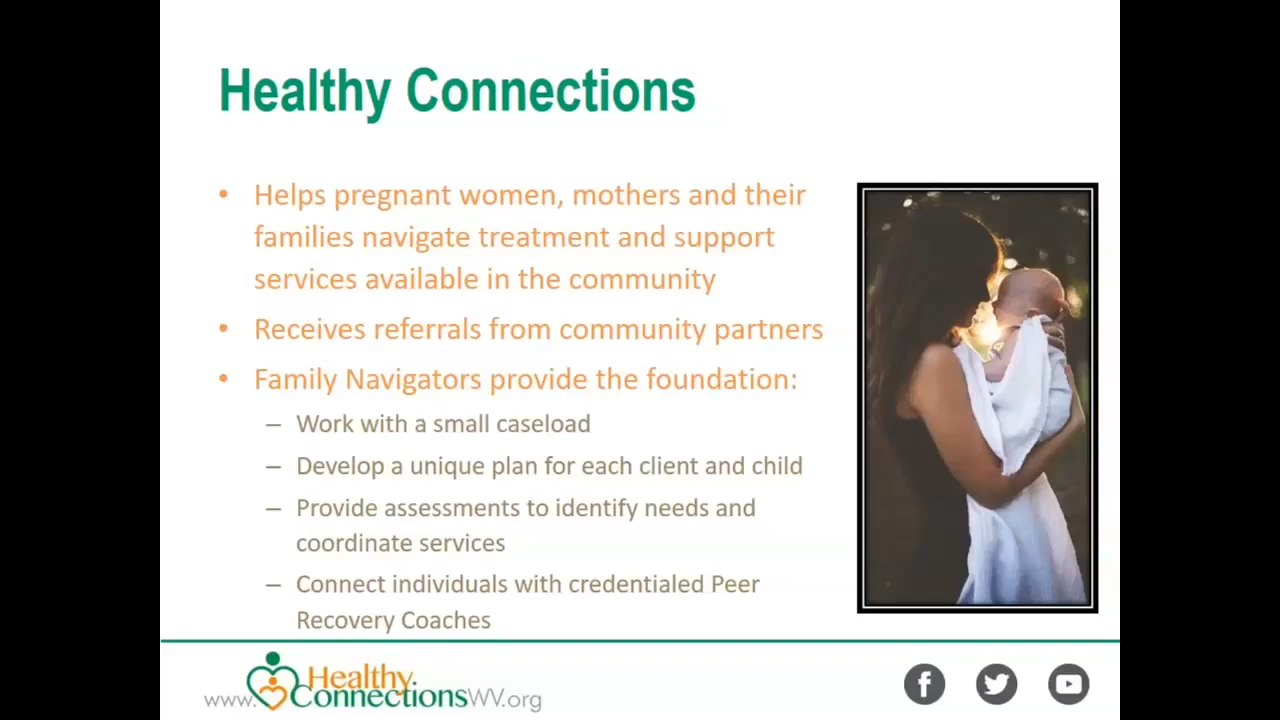 Healthy Connections
• Helps pregnant women, mothers and their
families navigate treatment and support
services available in the community
• Receives referrals from community partners
• Family Navigators provide the foundation:
– Work with a small caseload
– Develop a unique plan for each client and child
– Provide assessments to identify needs and
coordinate services
– Connect individuals with credentialed Peer
Recovery Coaches
www.Healthy
ConnectionsWV.org